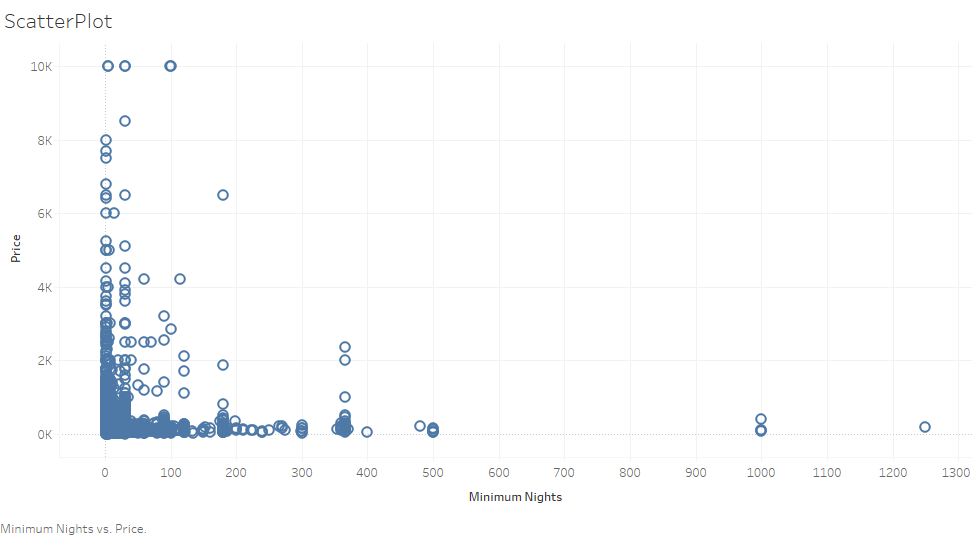 ScatterPlot
10K
8K
6K
4K
2K
0K
Price
0 100 200 300 400 500 600 700 800 900 1000 1100 1200 1300
Minimum Nights
Minimum Nights vs. Price.